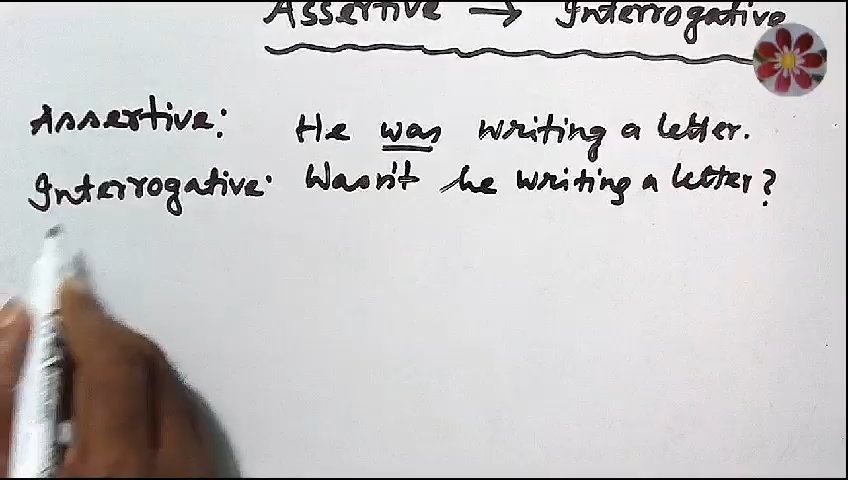 Assertive → Interrogative
Assertive: He was writing a letter.
Interrogative: Wasn't he writing a letter?